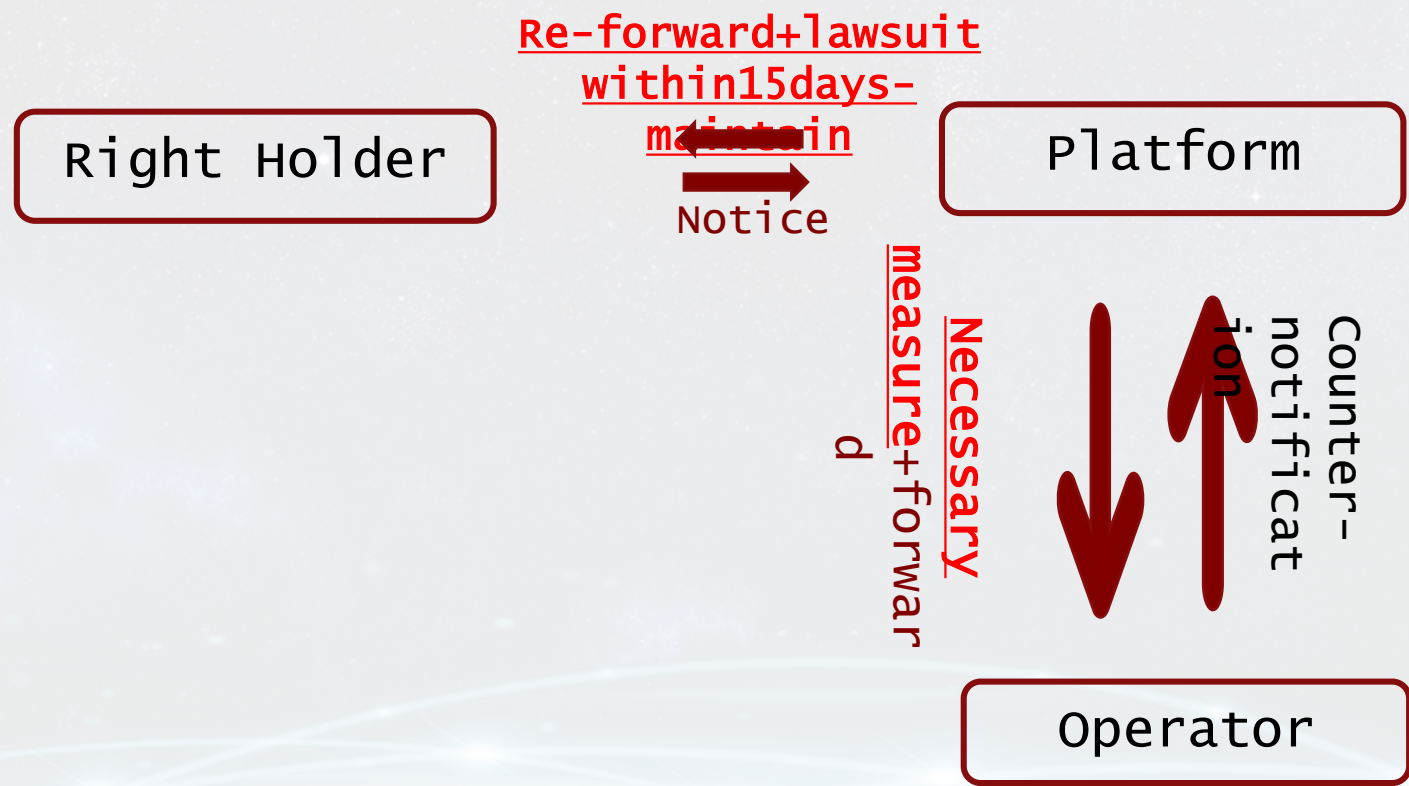 Re-forward+lawsuit
within15days-
maintain
Right Holder
Platform
Notice
Necessary
measure+forwar
d
Counter-
notificat
ion
Operator